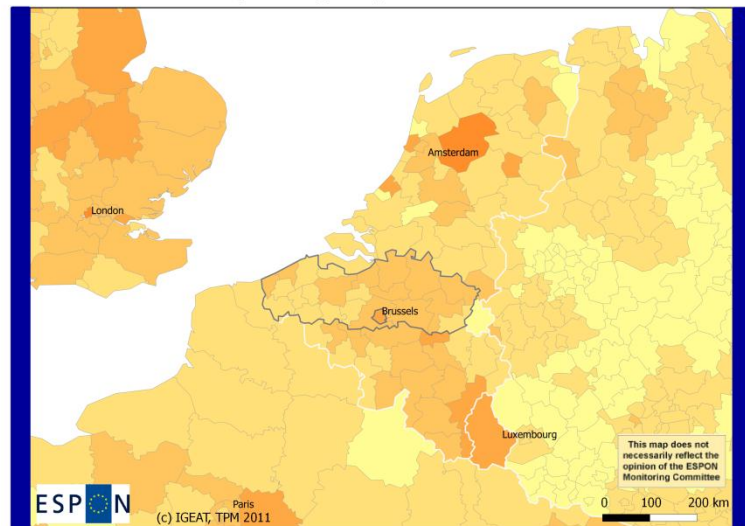 Amsterdam
London
Brussels
Luxembourg
This map does not
necessarily reflect the
opinion of the ESPON
Monitoring Committee
ESPON
Paris
(c) IGEAT, TPM 2011
0 100 200 km